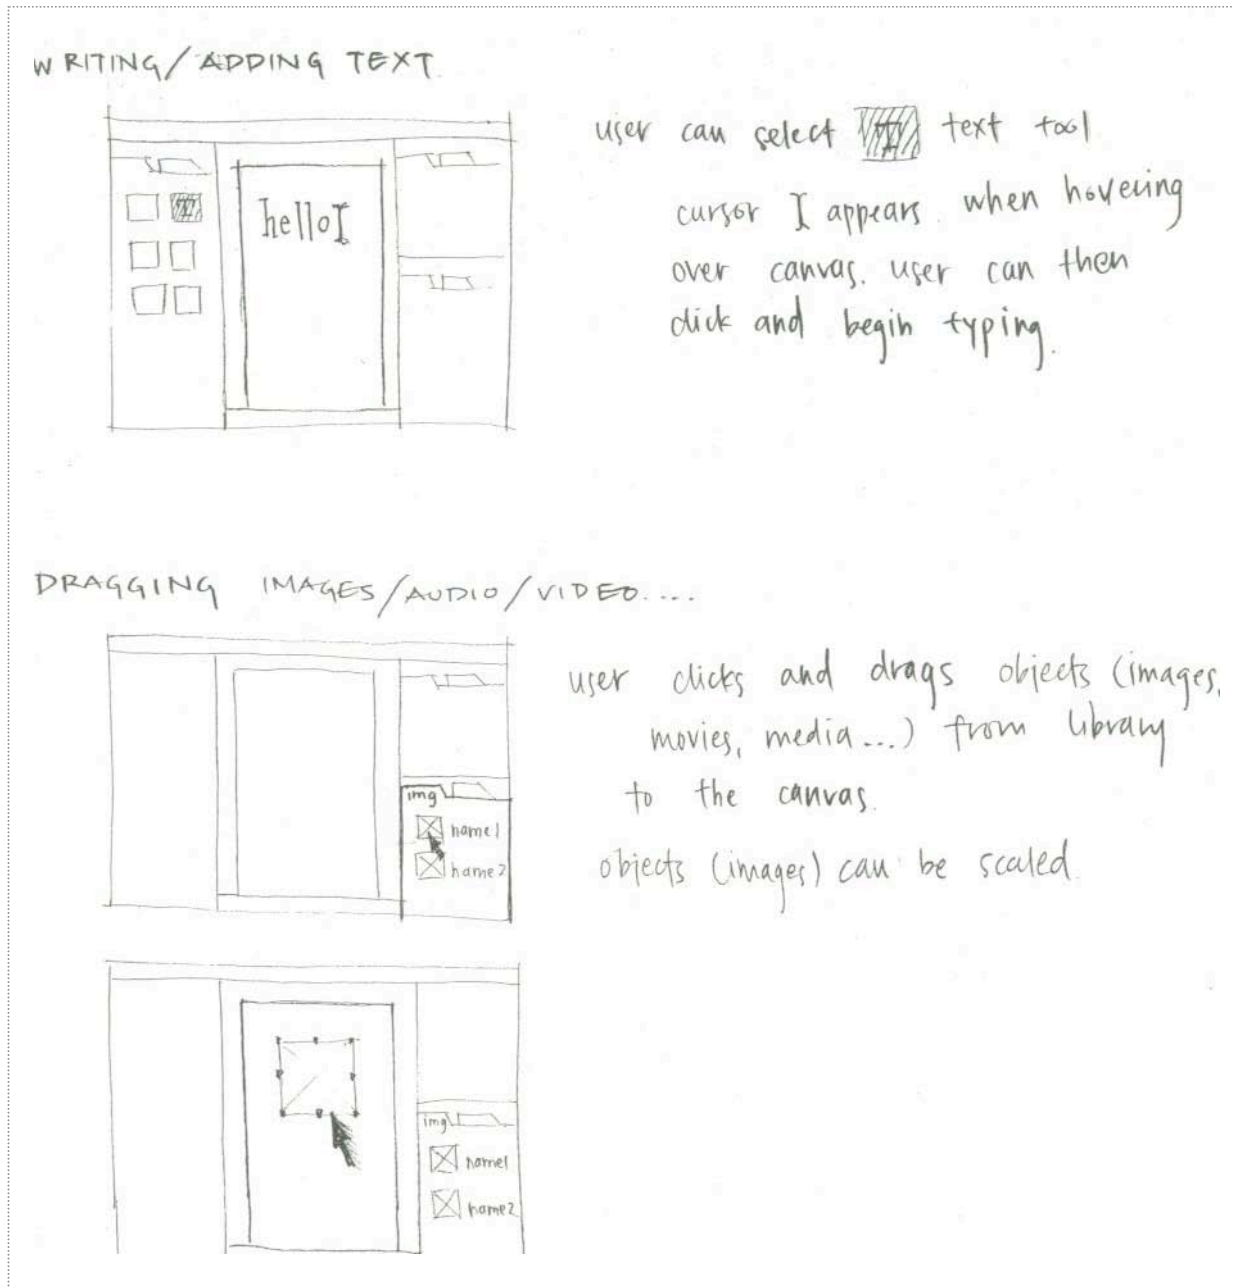 WRITING/ADDING TEXT
hello
user can select I text tool
cursor I appears when hovering
over canvas. user can then
click and begin typing.
DRAGGING IMAGES/AUDIO/VIDEO....
img
name1
name2
user clicks and drags objects (images,
movies, media...) from library
to the canvas.
objects (images) can be scaled.
img
name1
name2